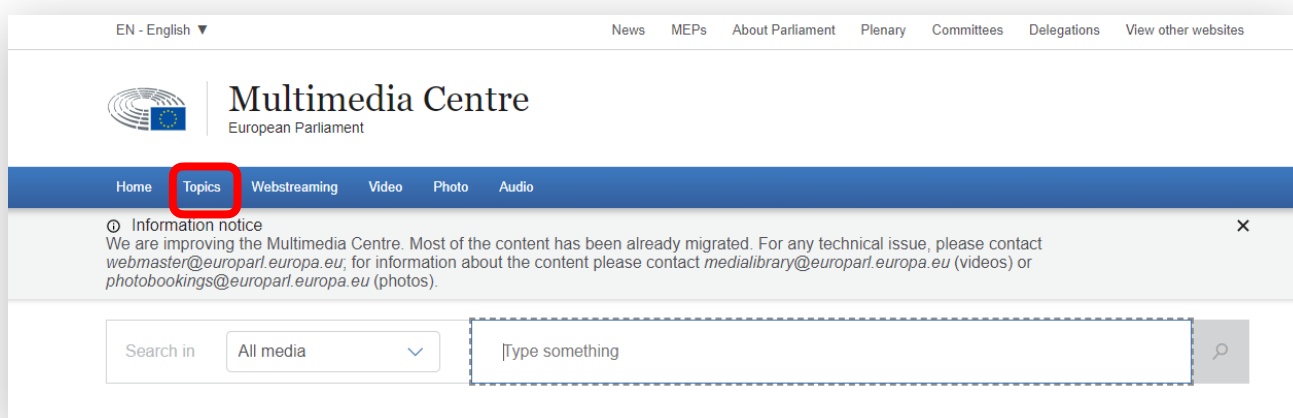 EN - English ▼ News MEPs About Parliament Plenary Committees Delegations View other websites
Multimedia Centre
European Parliament
Home Topics Webstreaming Video Photo Audio
Information notice
We are improving the Multimedia Centre. Most of the content has been already migrated. For any technical issue, please contact
webmaster@europarl.europa.eu; for information about the content please contact medialibrary@europarl.europa.eu (videos) or
photobookings@europarl.europa.eu (photos).
Search in All media Type something